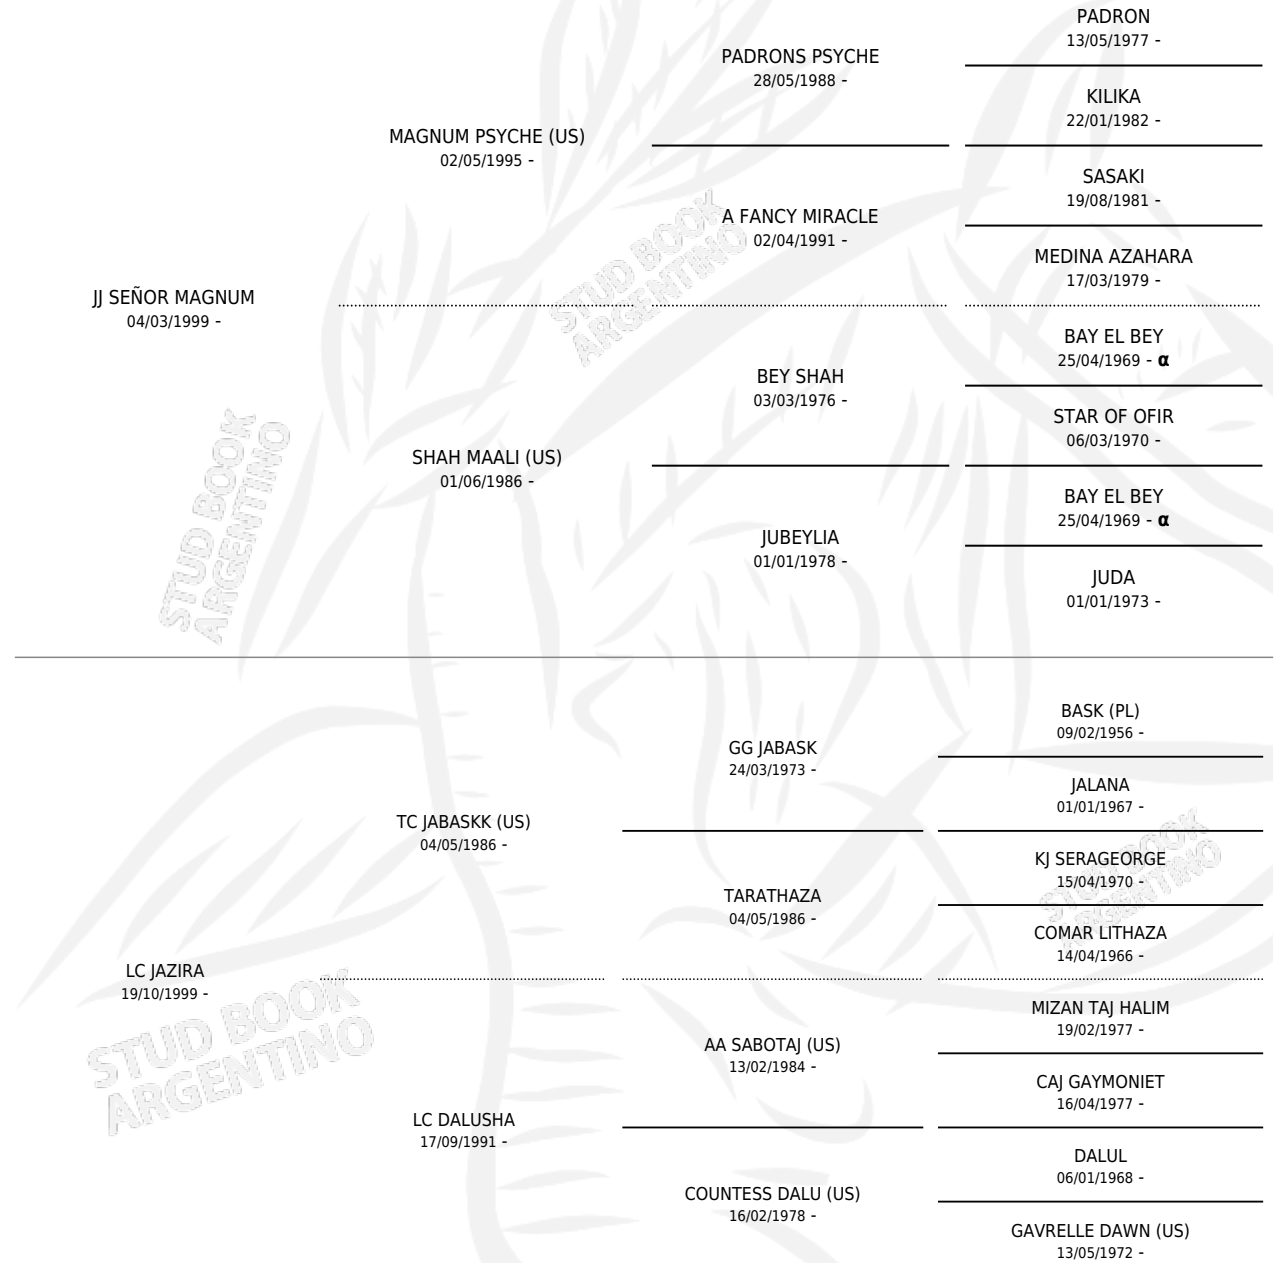 PADRON
13/05/1977 -
PADRONS PSYCHE
28/05/1988 -
KILIKA
22/01/1982 -
MAGNUM PSYCHE (US)
02/05/1995 -
SASAKI
19/08/1981 -
A FANCY MIRACLE
02/04/1991 -
MEDINA AZAHARA
17/03/1979 -
JJ SEÑOR MAGNUM
04/03/1999 -
BAY EL BEY
25/04/1969 - α
BEY SHAH
03/03/1976 -
STAR OF OFIR
06/03/1970 -
SHAH MAALI (US)
01/06/1986 -
BAY EL BEY
25/04/1969 - α
JUBEYLIA
01/01/1978 -
JUDA
01/01/1973 -
BASK (PL)
09/02/1956 -
GG JABASK
24/03/1973 -
JALANA
01/01/1967 -
TC JABASKK (US)
04/05/1986 -
KJ SERAGEORGE
15/04/1970 -
TARATHAZA
04/05/1986 -
COMAR LITHAZA
14/04/1966 -
LC JAZIRA
19/10/1999 -
MIZAN TAJ HALIM
19/02/1977 -
AA SABOTAJ (US)
13/02/1984 -
CAJ GAYMONIET
16/04/1977 -
LC DALUSHA
17/09/1991 -
DALUL
06/01/1968 -
COUNTESS DALU (US)
16/02/1978 -
GAVRELLE DAWN (US)
13/05/1972 -
STUD BOOK
ARGENTINO
STUD BOOK
ARGENTINO
STUD BOOK
ARGENTINO
STUD BOOK
ARGENTINO